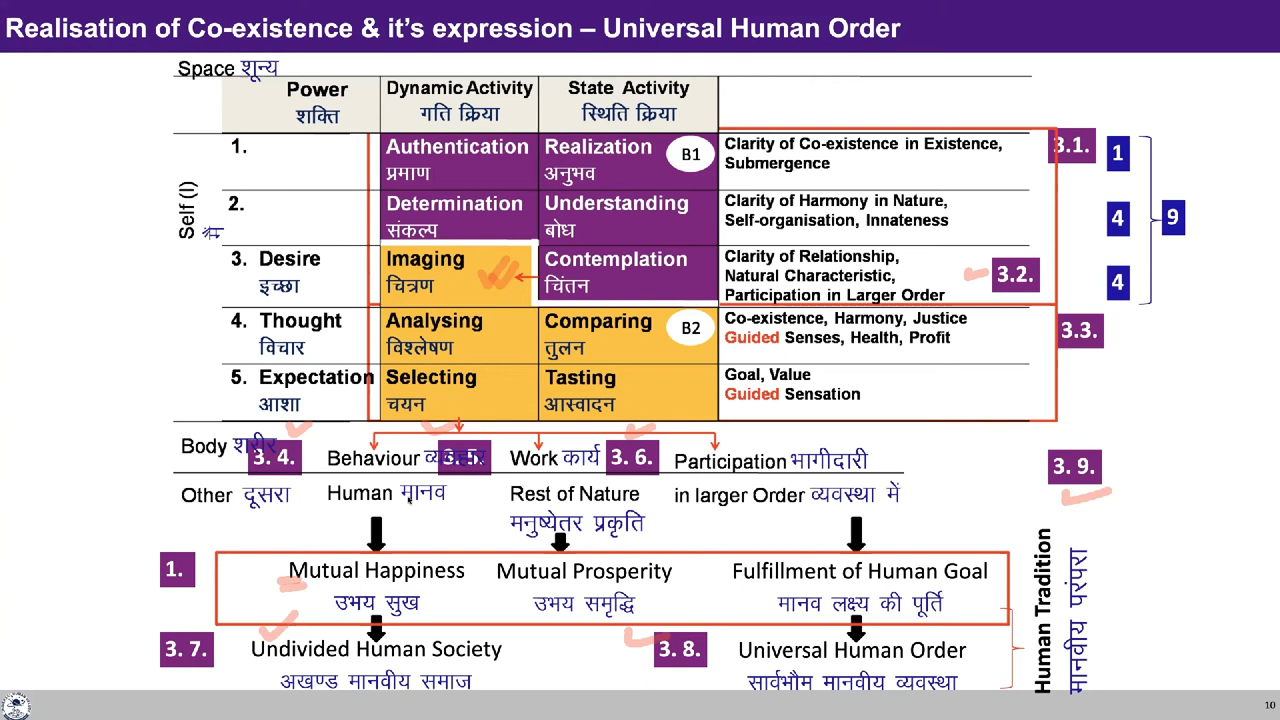 Realisation of Co-existence & it's expression – Universal Human Order
Space शून्य
Power
शक्ति
Dynamic Activity
गति क्रिया
State Activity
स्थिति क्रिया
Self (I)
मैं
1.
Authentication
प्रमाण
Realization
अनुभव
B1
Clarity of Co-existence in Existence,
Submergence
3.1.
1
2.
Determination
संकल्प
Understanding
बोध
Clarity of Harmony in Nature,
Self-organisation, Innateness
4
9
3. Desire
इच्छा
Imaging
चित्रण
Contemplation
चिंतन
Clarity of Relationship,
Natural Characteristic,
Participation in Larger Order
3.2.
4
4. Thought
विचार
Analysing
विश्लेषण
Comparing
तुलन
B2
Co-existence, Harmony, Justice
Guided Senses, Health, Profit
3.3.
5. Expectation
आशा
Selecting
चयन
Tasting
आस्वादन
Goal, Value
Guided Sensation
Body शरीर
3. 4.
Behaviour व्यवहार
3.5.
Work कार्य
3. 6.
Participation भागीदारी
3. 9.
Other दूसरा
Human मानव
Rest of Nature
मनुष्येतर प्रकृति
in larger Order व्यवस्था में
1.
Mutual Happiness
उभय सुख
Mutual Prosperity
उभय समृद्धि
Fulfillment of Human Goal
मानव लक्ष्य की पूर्ति
3. 7.
Undivided Human Society
अखण्ड मानवीय समाज
3. 8.
Universal Human Order
सार्वभौम मानवीय व्यवस्था
Human Tradition
मानवीय परंपरा
10